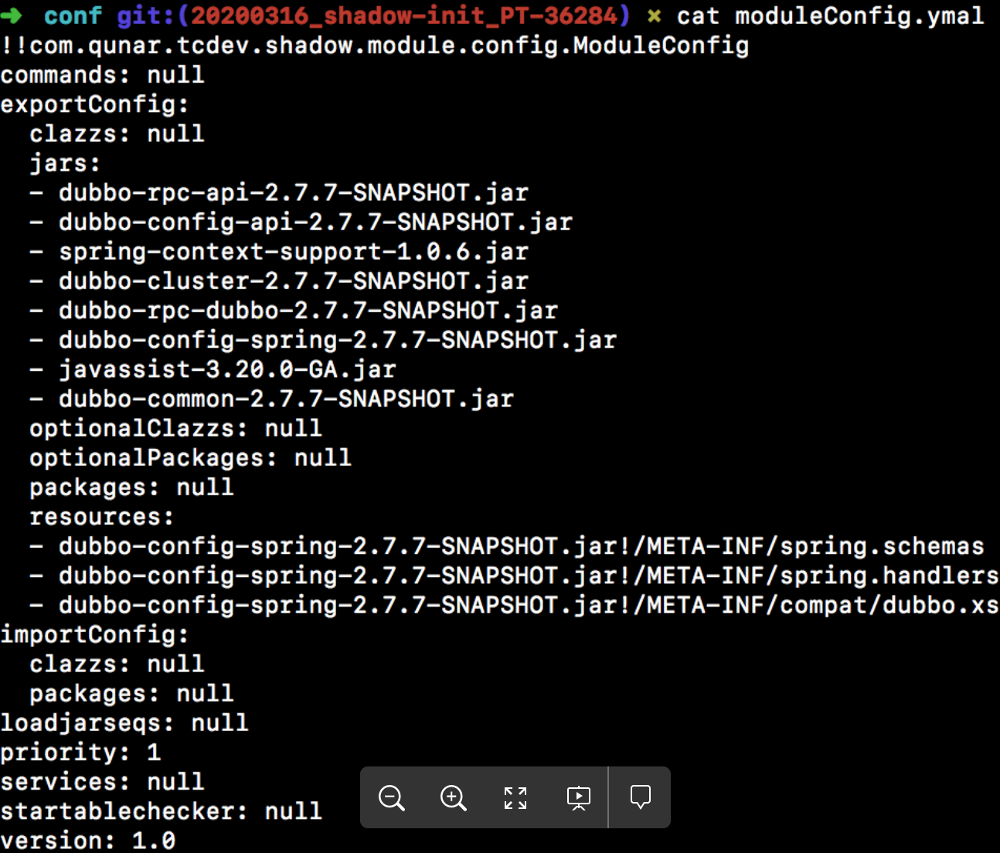 ➜  conf git:(20200316_shadow-init_PT-36284) ✗ cat moduleConfig.ymal
!!com.qunar.tcdev.shadow.module.config.ModuleConfig
commands: null
exportConfig:
  clazzs: null
  jars:
  - dubbo-rpc-api-2.7.7-SNAPSHOT.jar
  - dubbo-config-api-2.7.7-SNAPSHOT.jar
  - spring-context-support-1.0.6.jar
  - dubbo-cluster-2.7.7-SNAPSHOT.jar
  - dubbo-rpc-dubbo-2.7.7-SNAPSHOT.jar
  - dubbo-config-spring-2.7.7-SNAPSHOT.jar
  - javassist-3.20.0-GA.jar
  - dubbo-common-2.7.7-SNAPSHOT.jar
  optionalClazzs: null
  optionalPackages: null
  packages: null
  resources:
  - dubbo-config-spring-2.7.7-SNAPSHOT.jar!/META-INF/spring.schemas
  - dubbo-config-spring-2.7.7-SNAPSHOT.jar!/META-INF/spring.handlers
  - dubbo-config-spring-2.7.7-SNAPSHOT.jar!/META-INF/compat/dubbo.xs
importConfig:
  clazzs: null
  packages: null
loadjarseqs: null
priority: 1
services: null
startablechecker: null
version: 1.0